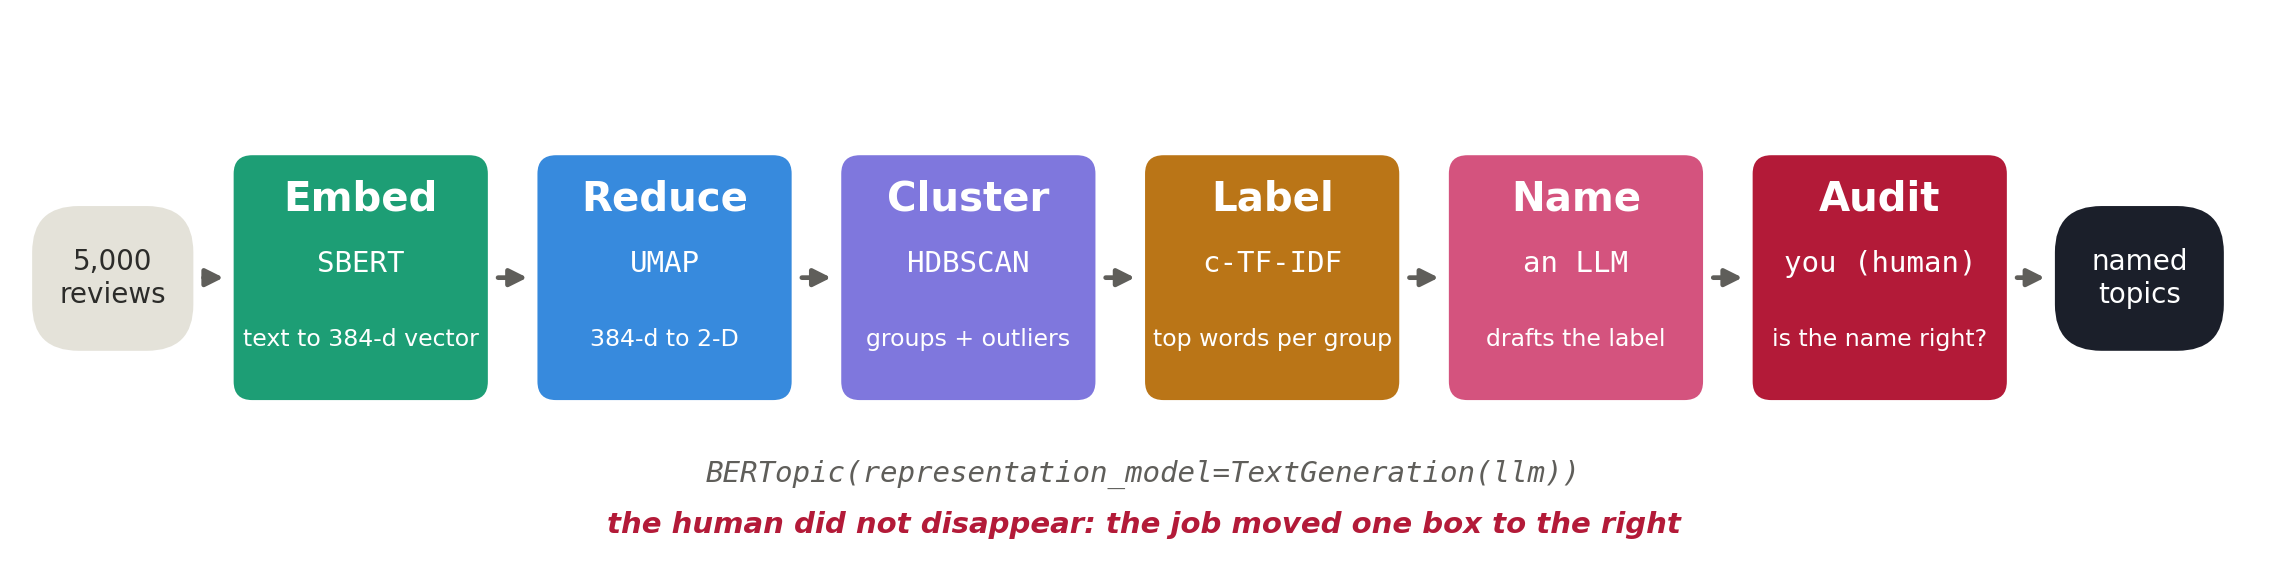 5,000
reviews
Embed
SBERT
text to 384-d vector
Reduce
UMAP
384-d to 2-D
Cluster
HDBSCAN
groups + outliers
Label
c-TF-IDF
top words per group
Name
an LLM
drafts the label
Audit
you (human)
is the name right?
named
topics
BERTopic(representation_model=TextGeneration(llm))
the human did not disappear: the job moved one box to the right